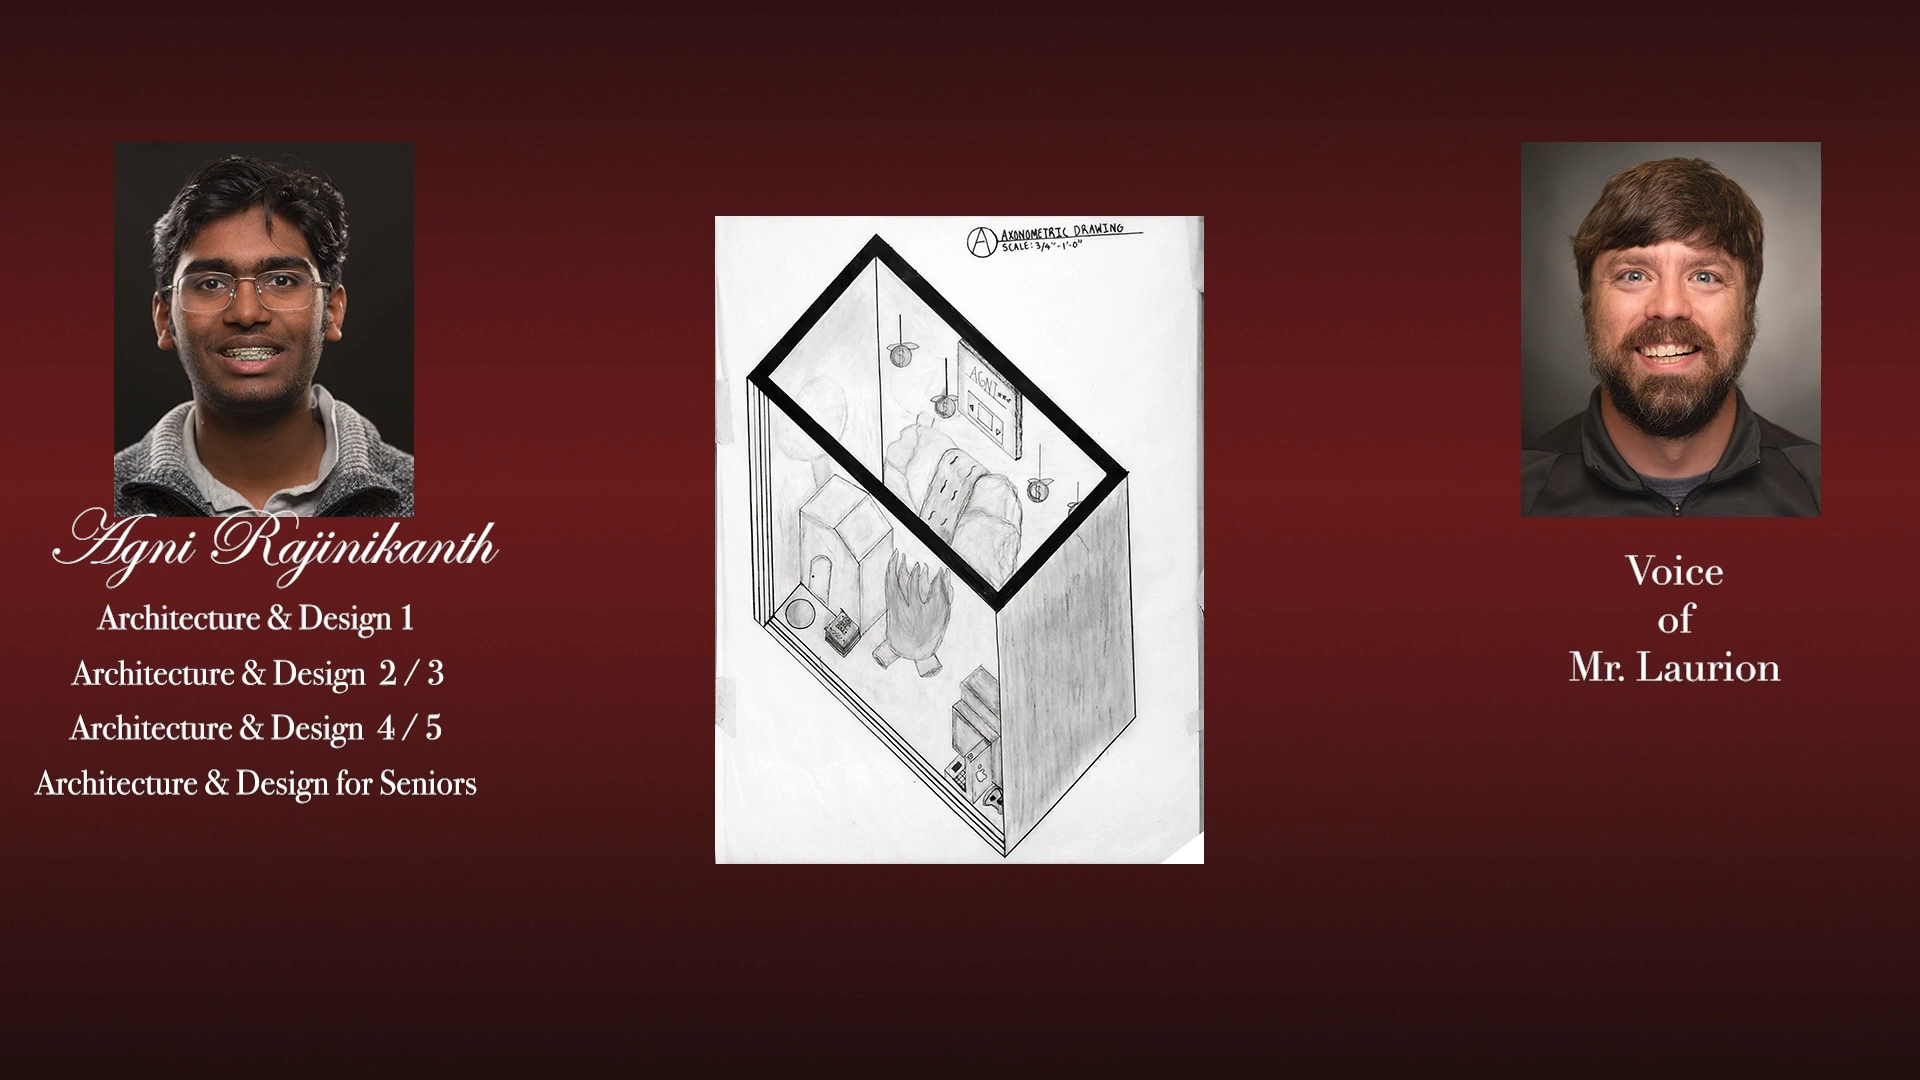 Agni Rajinikanth
Architecture & Design 1
Architecture & Design 2 / 3
Architecture & Design 4 / 5
Architecture & Design for Seniors
A AXONOMETRIC DRAWING
SCALE: 3/4"-1'-0"
$
AGNI
$
$
Voice
of
Mr. Laurion